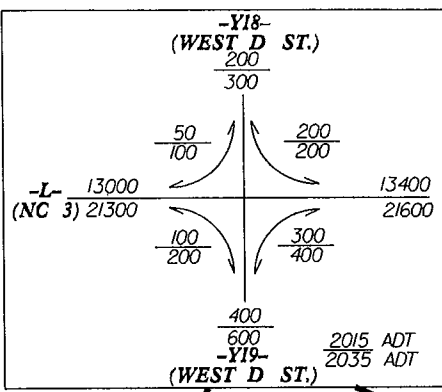 -Y18-
(WEST D ST.)
200
300
50
100
200
200
-L-
(NC 3)
13000
21300
13400
21600
100
200
300
400
400
600
-Y19-
(WEST D ST,)
2015 ADT
2035 ADT